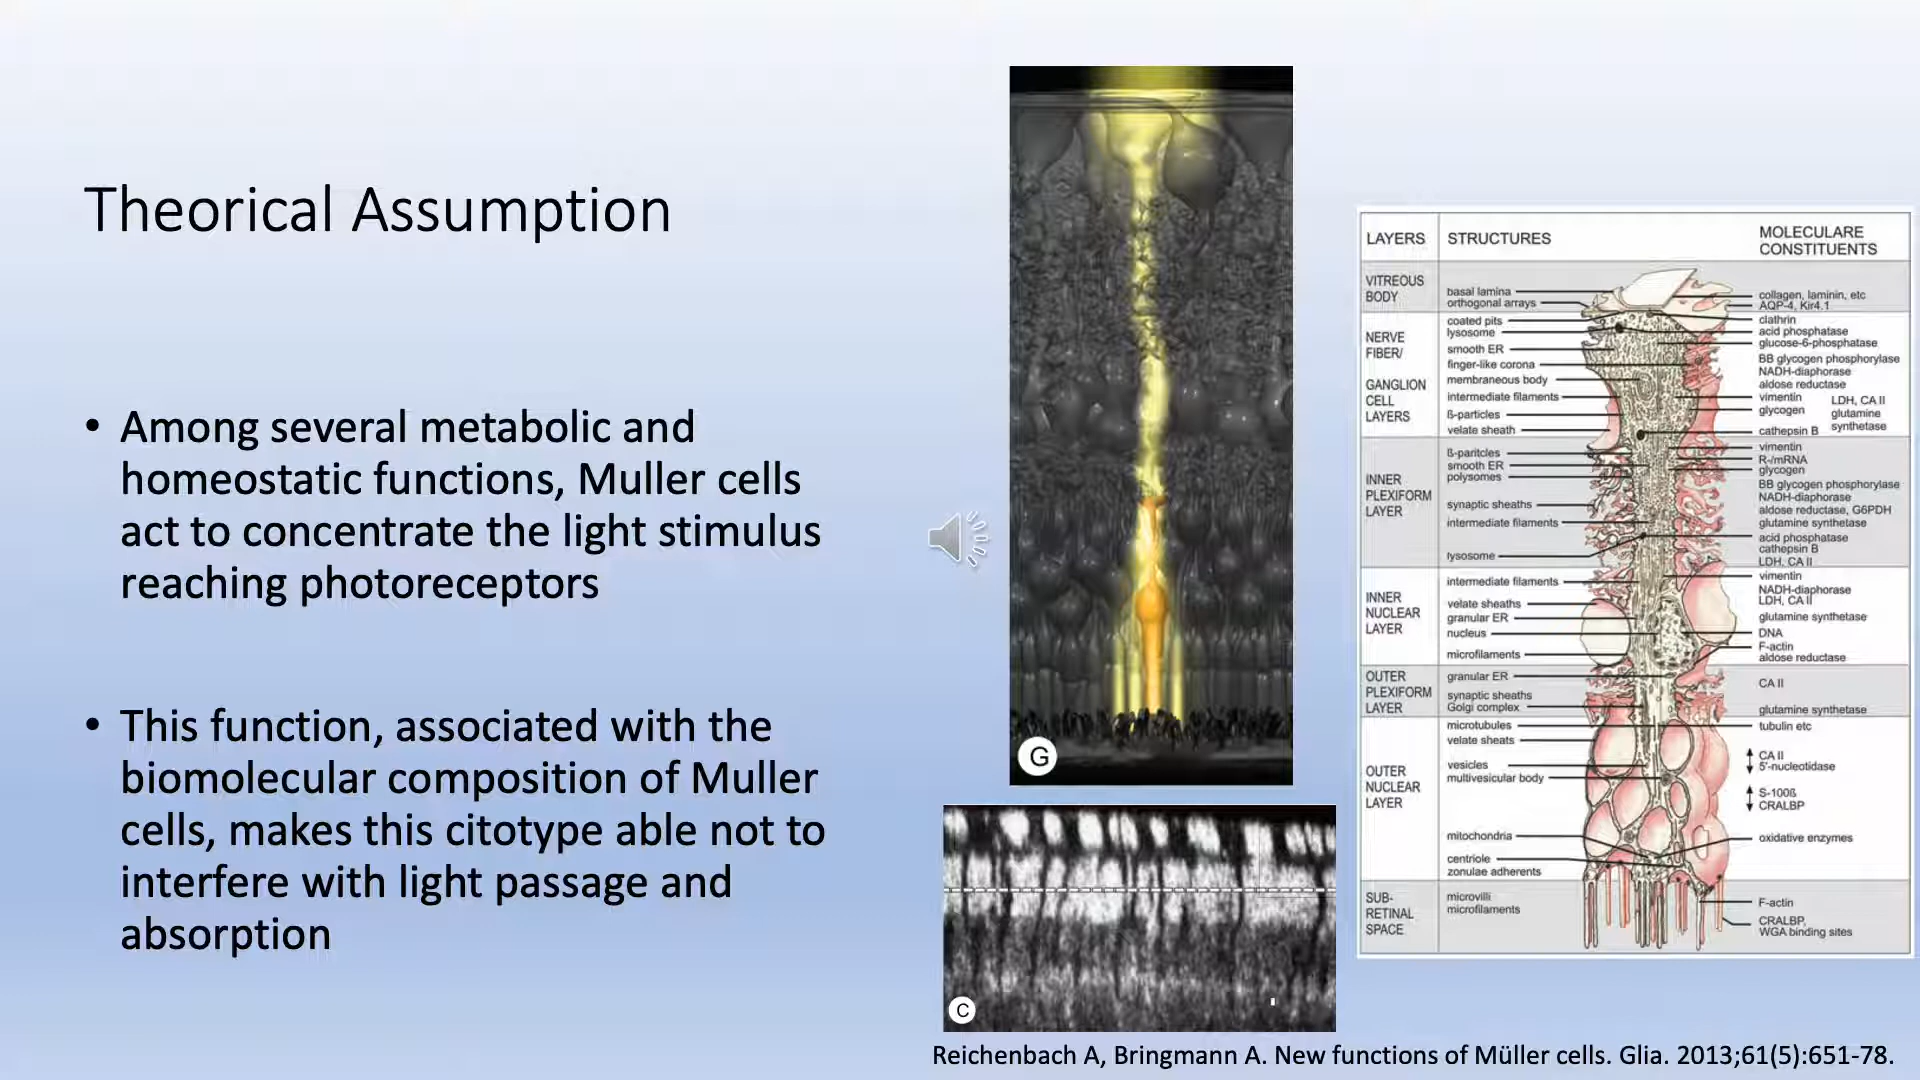 Theorical Assumption
• Among several metabolic and
homeostatic functions, Muller cells
act to concentrate the light stimulus
reaching photoreceptors
• This function, associated with the
biomolecular composition of Muller
cells, makes this citotype able not to
interfere with light passage and
absorption
G
C
LAYERS
STRUCTURES
MOLECULARE
CONSTITUENTS
VITREOUS
BODY
basal lamina
orthogonal arrays
collagen, laminin, etc
AQP-4, Kir4.1
NERVE
FIBER/
GANGLION
CELL
LAYERS
coated pits
lysosome
smooth ER
finger-like corona
membraneous body
intermediate filaments
ß-particles
velate sheath
clathrin
acid phosphatase
glucose-6-phosphatase
BB glycogen phosphorylase
NADH-diaphorase
aldose reductase
vimentin
glycogen
LDH, CA II
glutamine
synthetase
cathepsin B
INNER
PLEXIFORM
LAYER
ß-paritcles
smooth ER
polysomes
synaptic sheaths
intermediate filaments
lysosome
vimentin
R-/mRNA
glycogen
BB glycogen phosphorylase
NADH-diaphorase
aldose reductase, G6PDH
glutamine synthetase
acid phosphatase
cathepsin B
LDH, CA II
INNER
NUCLEAR
LAYER
intermediate filaments
velate sheaths
granular ER
nucleus
microfilaments
vimentin
NADH-diaphorase
LDH, CA II
glutamine synthetase
DNA
F-actin
aldose reductase
OUTER
PLEXIFORM
LAYER
granular ER
synaptic sheaths
Golgi complex
CA II
glutamine synthetase
OUTER
NUCLEAR
LAYER
microtubules
velate sheats
vesicles
multivesicular body
mitochondria
centriole
zonulae adherents
tubulin etc
CA II
5'-nucleotidase
S-100ß
CRALBP
oxidative enzymes
SUB-
RETINAL
SPACE
microvilli
microfilaments
F-actin
CRALBP,
WGA binding sites
Reichenbach A, Bringmann A. New functions of Müller cells. Glia. 2013;61(5):651-78.